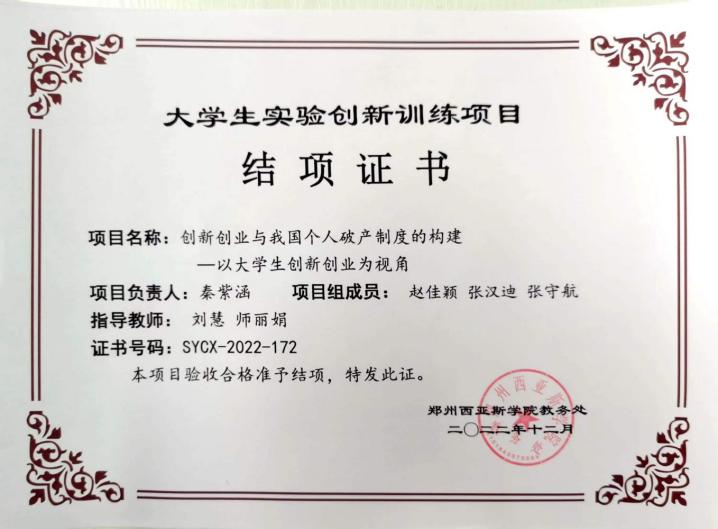 大学生实验创新训练项目
结项证书
项目名称：创新创业与我国个人破产制度的构建
—以大学生创新创业为视角
项目负责人：秦紫涵 项目组成员： 赵佳颖 张汉迪 张守航
指导教师： 刘慧 师丽娟
证书号码：SYCX-2022-172
本项目验收合格准予结项，特发此证。
郑州西亚斯学院教务处
二〇二二年十二月